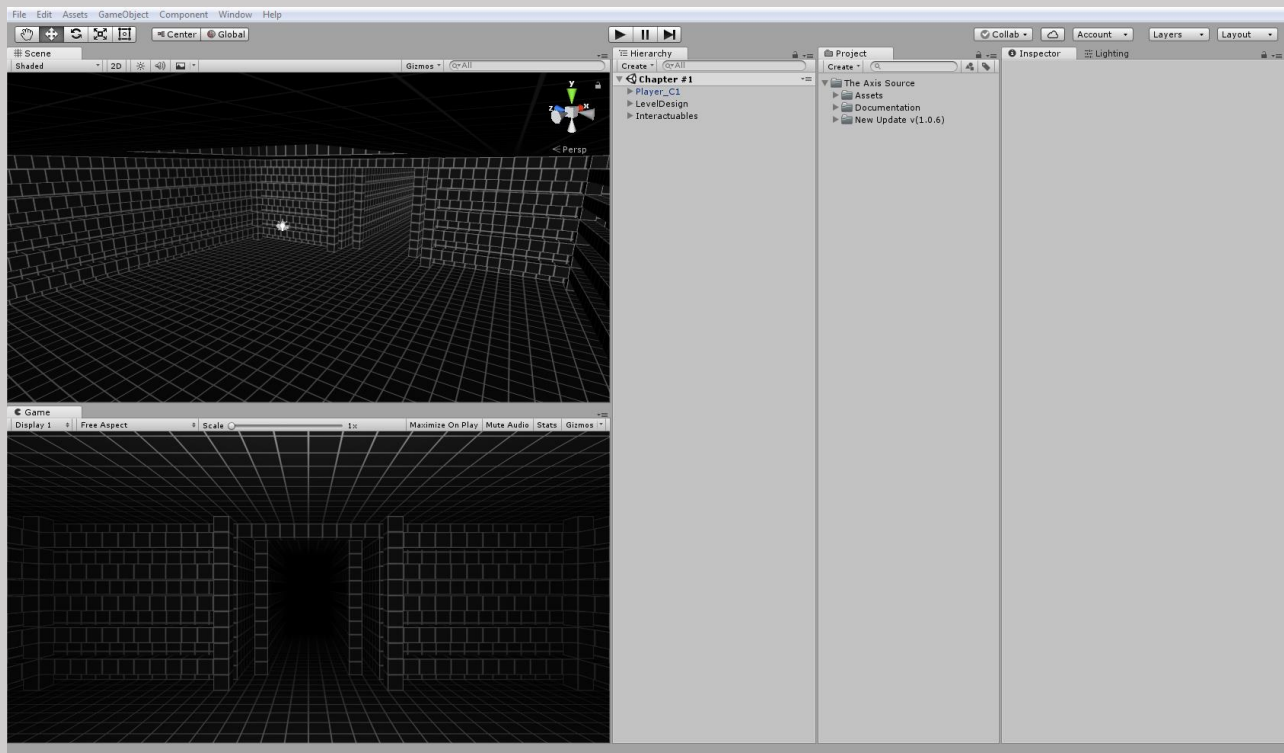 File Edit Assets GameObject Component Window Help
Center Global Collab Account Layers Layout
Scene
Shaded 2D Gizmos All
y
z x
Persp
Game
Display 1 Free Aspect Scale 1x Maximize On Play Mute Audio Stats Gizmos
Hierarchy
Create All
Chapter #1
Player_C1
LevelDesign
Interactuables
Project
Create
The Axis Source
Assets
Documentation
New Update v(1.0.6)
Inspector Lighting